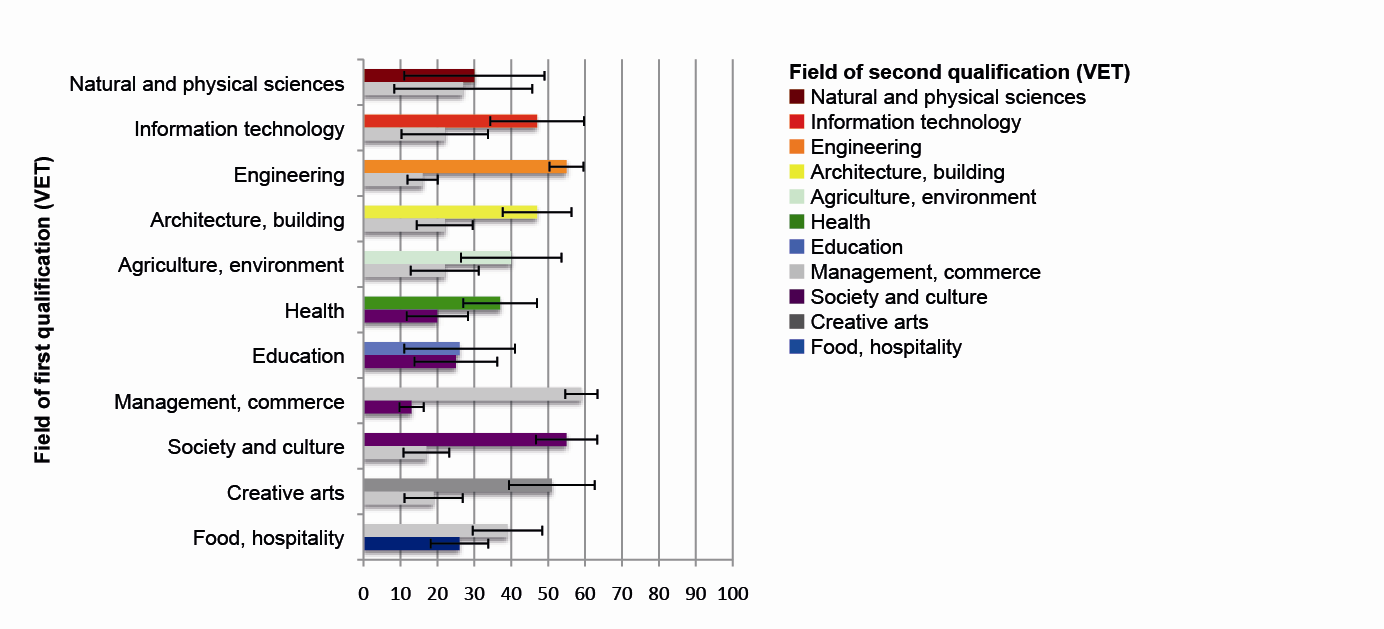 Field of first qualification (VET)
Natural and physical sciences
Information technology
Engineering
Architecture, building
Agriculture, environment
Health
Education
Management, commerce
Society and culture
Creative arts
Food, hospitality
0 10 20 30 40 50 60 70 80 90 100
Field of second qualification (VET)
Natural and physical sciences
Information technology
Engineering
Architecture, building
Agriculture, environment
Health
Education
Management, commerce
Society and culture
Creative arts
Food, hospitality